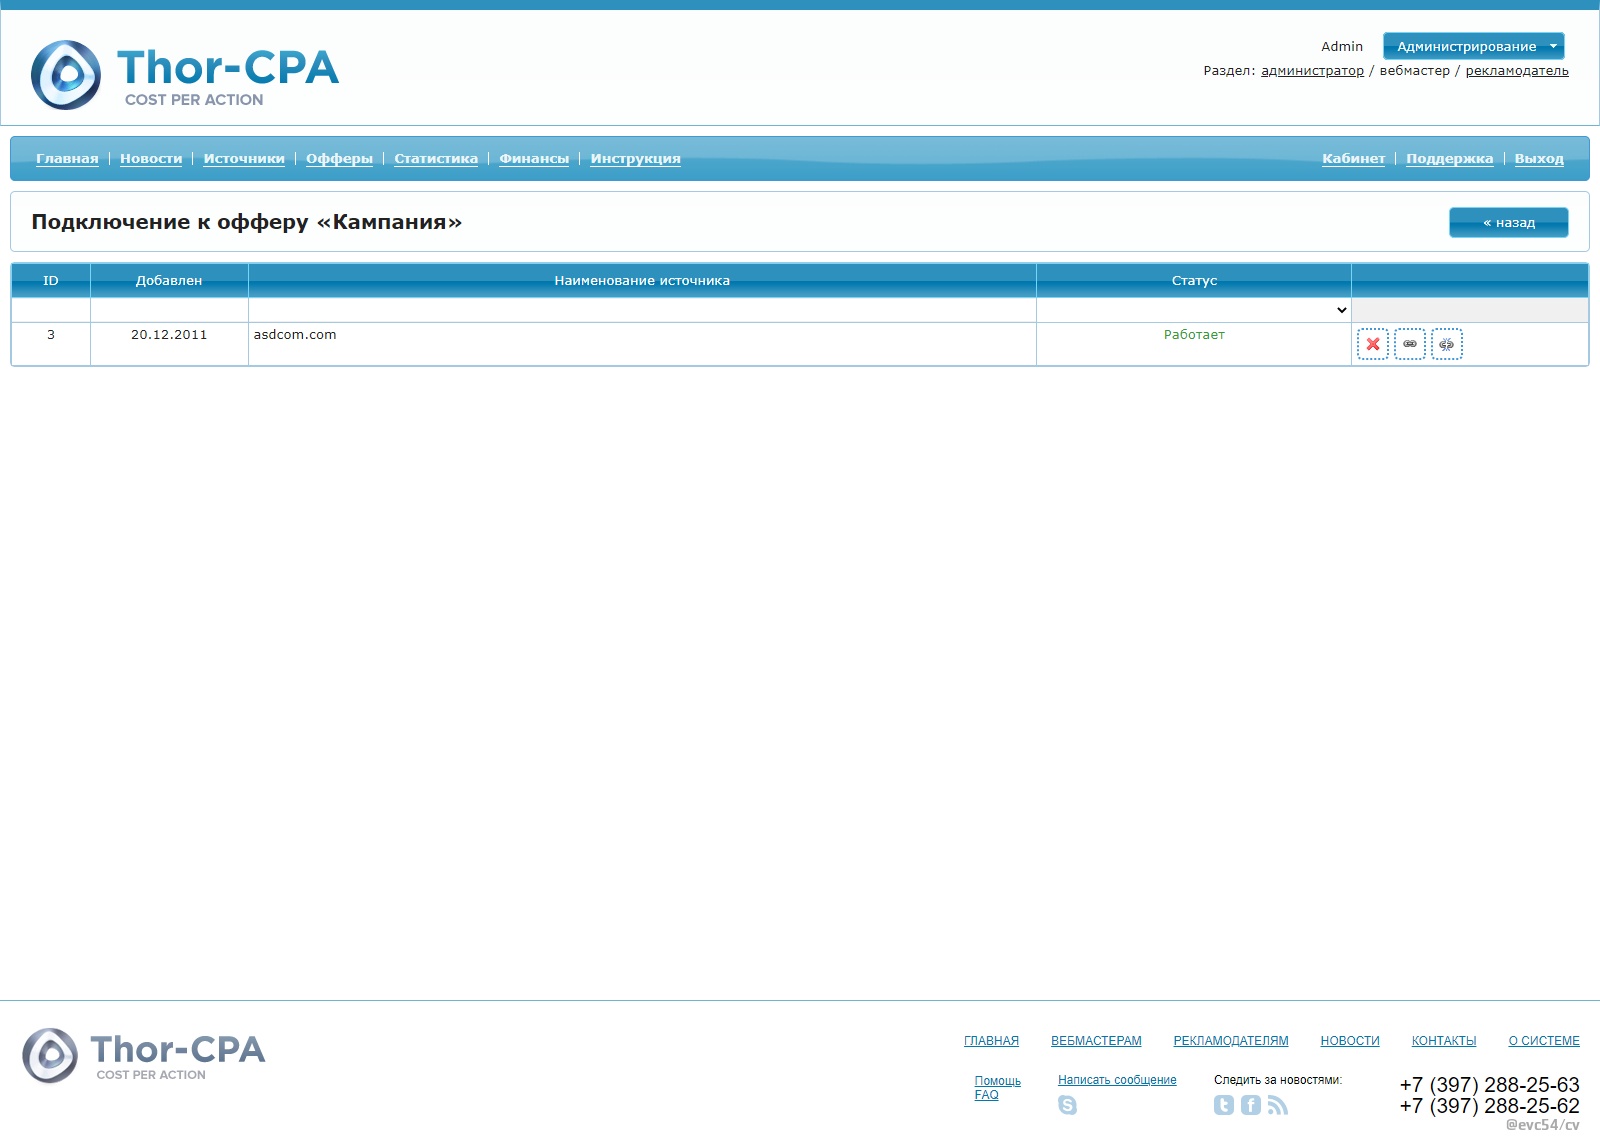 Thor-CPA
COST PER ACTION
Admin
Администрирование
Раздел: администратор / вебмастер / рекламодатель
Главная | Новости | Источники | Офферы | Статистика | Финансы | Инструкция
Кабинет | Поддержка | Выход
Подключение к офферу «Кампания»
« назад
ID Добавлен Наименование источника Статус
3 20.12.2011 asdcom.com Работает
Thor-CPA
COST PER ACTION
ГЛАВНАЯ ВЕБМАСТЕРАМ РЕКЛАМОДАТЕЛЯМ НОВОСТИ КОНТАКТЫ О СИСТЕМЕ
Помощь
FAQ
Написать сообщение
Следить за новостями:
+7 (397) 288-25-63
+7 (397) 288-25-62
@evc54/cv